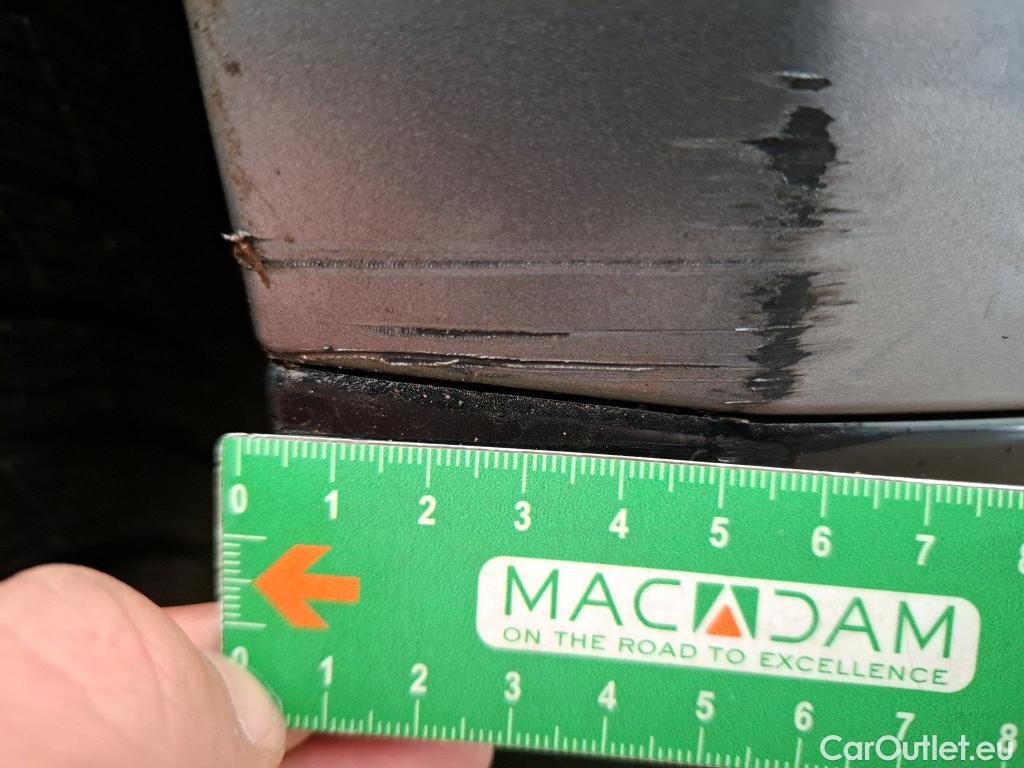 0 1 2 3 4 5 6 7 8
MACADAM
ON THE ROAD TO EXCELLENCE
0 1 2 3 4 5 6 7 8
CarOutlet.eu